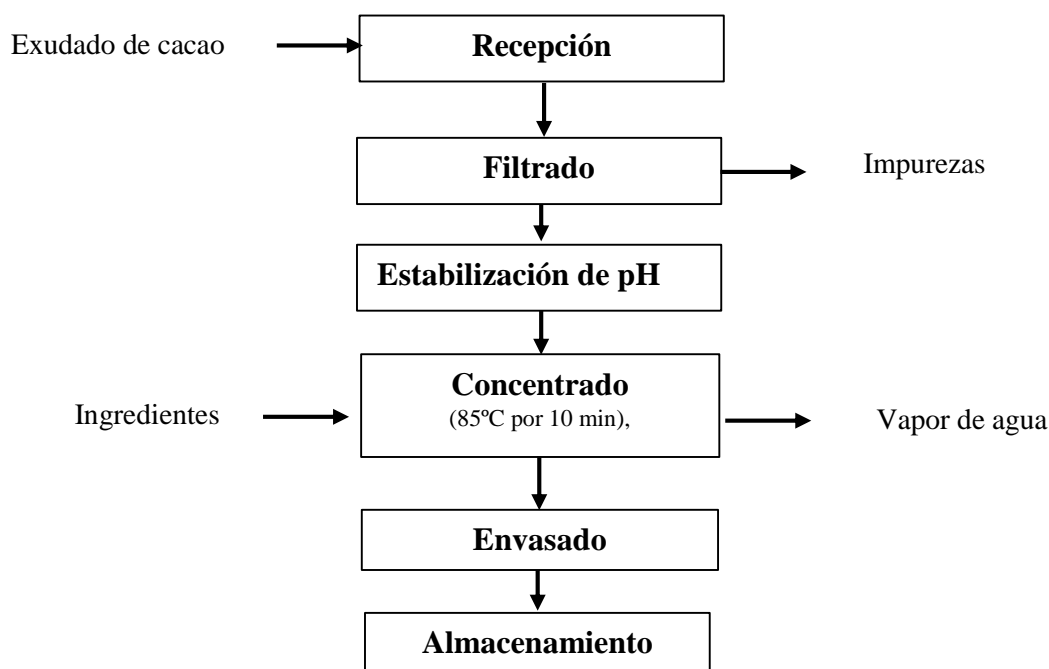 Exudado de cacao
Recepción
Filtrado
Impurezas
Estabilización de pH
Concentrado
Ingredientes
(85ºC por 10 min),
Vapor de agua
Envasado
Almacenamiento